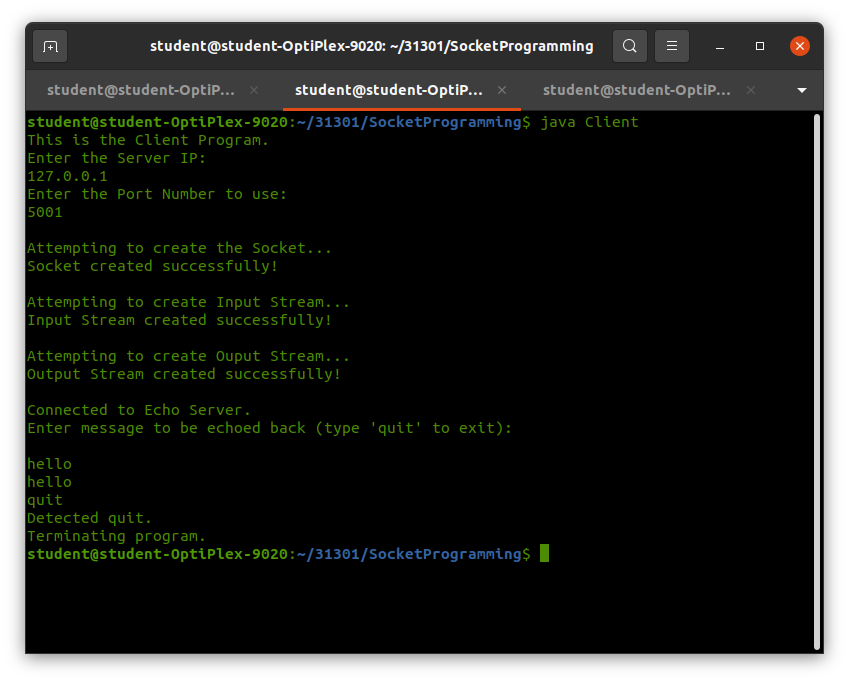 student@student-OptiPlex-9020: ~/31301/SocketProgramming
student@student-OptiP... student@student-OptiP... student@student-OptiP...
student@student-OptiPlex-9020:~/31301/SocketProgramming$ java Client
This is the Client Program.
Enter the Server IP:
127.0.0.1
Enter the Port Number to use:
5001
Attempting to create the Socket...
Socket created successfully!
Attempting to create Input Stream...
Input Stream created successfully!
Attempting to create Ouput Stream...
Output Stream created successfully!
Connected to Echo Server.
Enter message to be echoed back (type 'quit' to exit):
hello
hello
quit
Detected quit.
Terminating program.
student@student-OptiPlex-9020:~/31301/SocketProgramming$